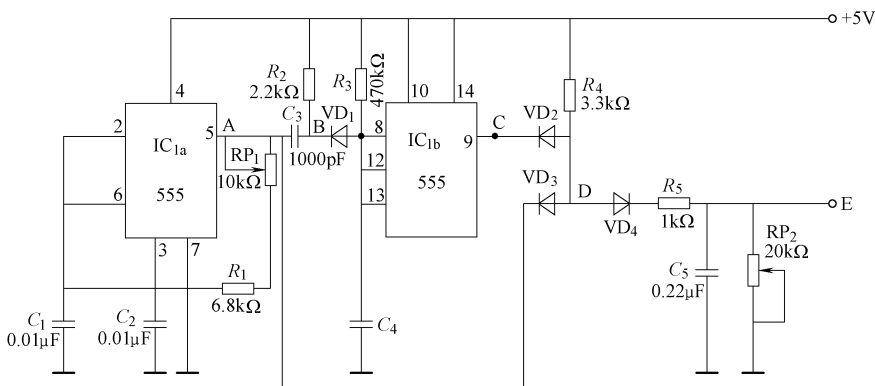 +5V
4
R2
2.2kΩ
R3
470kΩ
10
14
R4
3.3kΩ
2
IC1a
5
A
C3
B
VD1
8
IC1b
9
C
VD2
RP1
10kΩ
1000pF
12
555
6
555
13
VD3
D
VD4
R5
1kΩ
E
3
7
R1
6.8kΩ
RP2
20kΩ
C1
0.01μF
C2
0.01μF
C4
C5
0.22μF